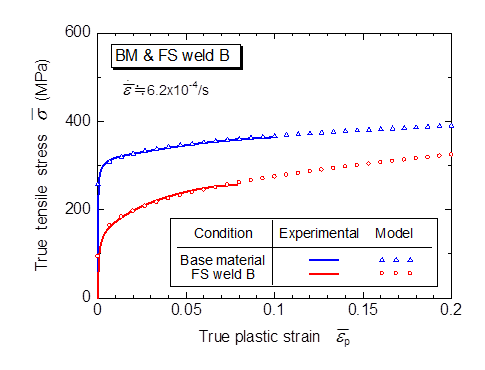 BM & FS weld B
ε̇≒6.2x10⁻⁴/s
True tensile stress σ̅ (MPa)
600
400
200
0
Condition Experimental Model
Base material
FS weld B
0 0.05 0.1 0.15 0.2
True plastic strain ε̅p